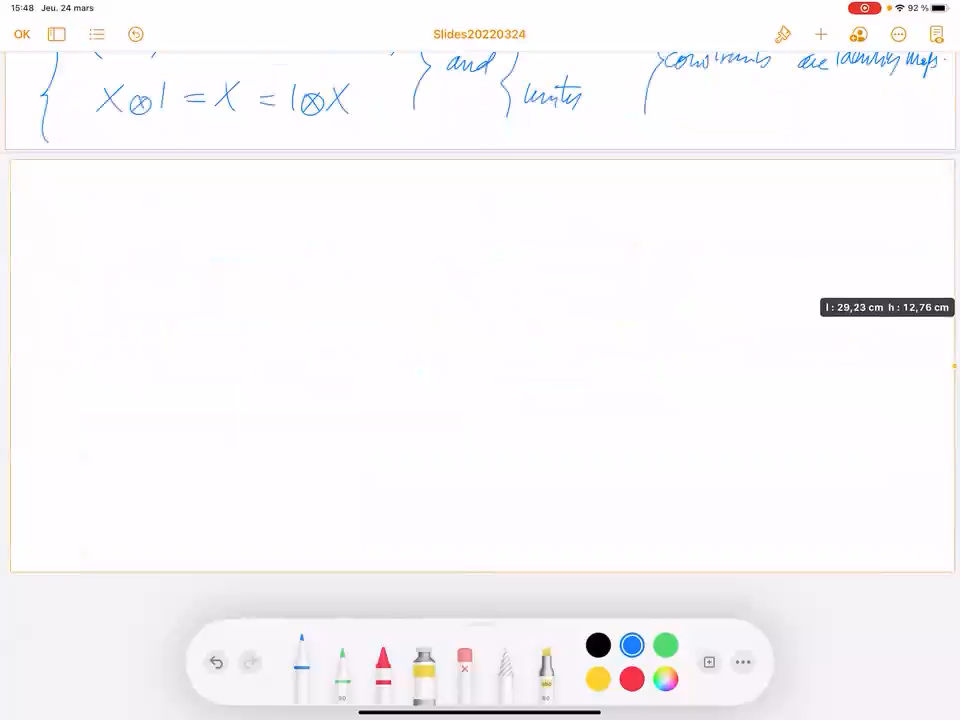 15:48 Jeu. 24 mars 92 %
OK Slides20220324
and constraints are identity maps.
X⊗1 = X = 1⊗X units
l : 29,23 cm h : 12,76 cm